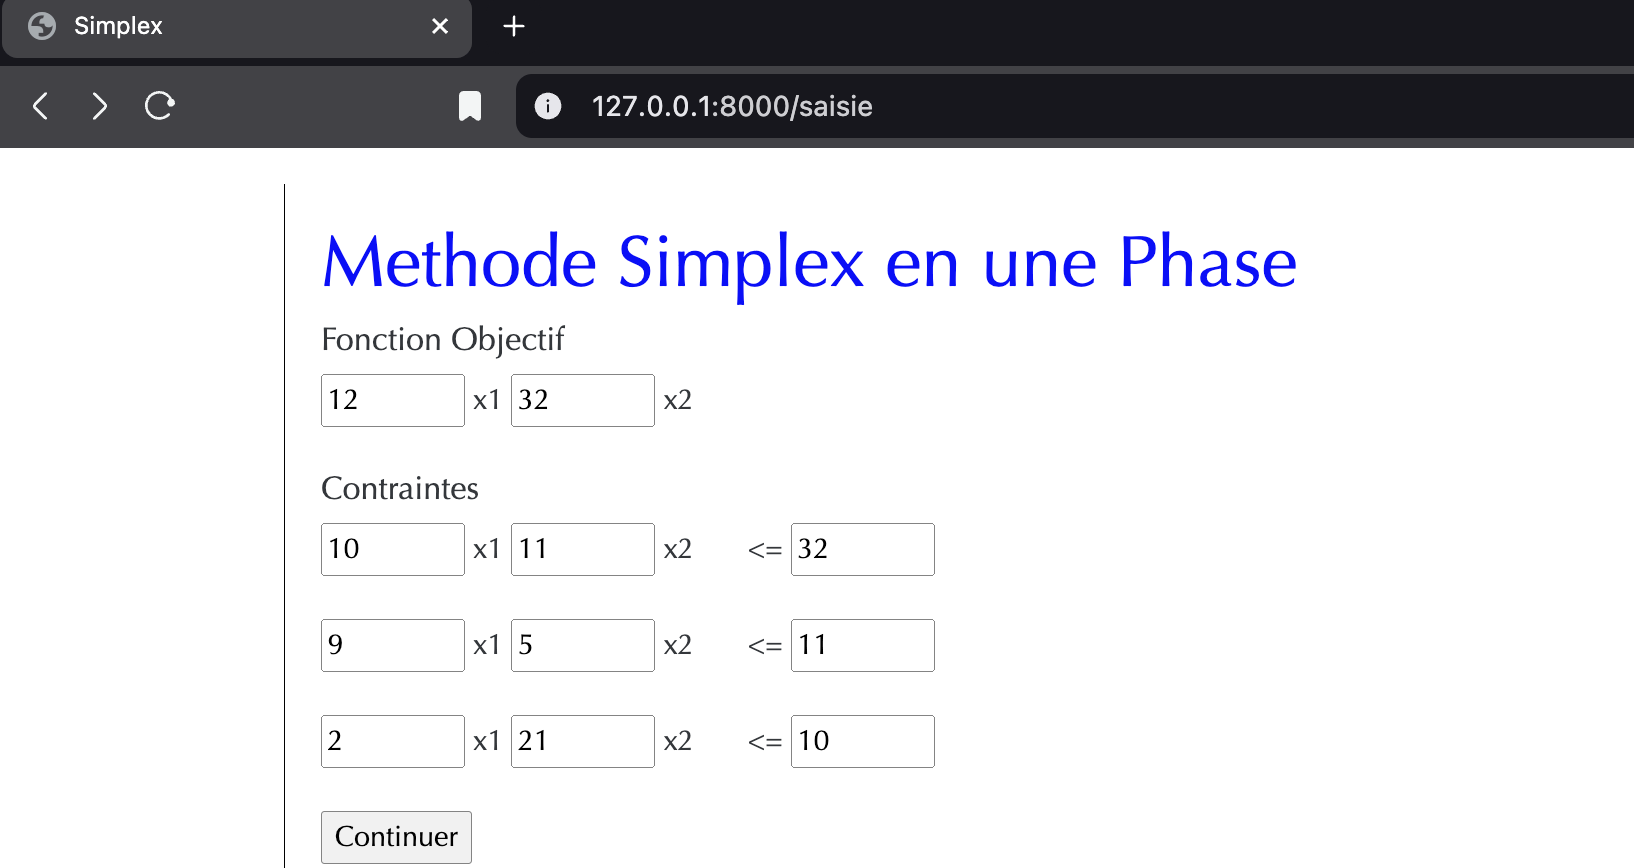 Simplex
127.0.0.1:8000/saisie
Methode Simplex en une Phase
Fonction Objectif
12 x1 32 x2
Contraintes
10 x1 11 x2 <= 32
9 x1 5 x2 <= 11
2 x1 21 x2 <= 10
Continuer